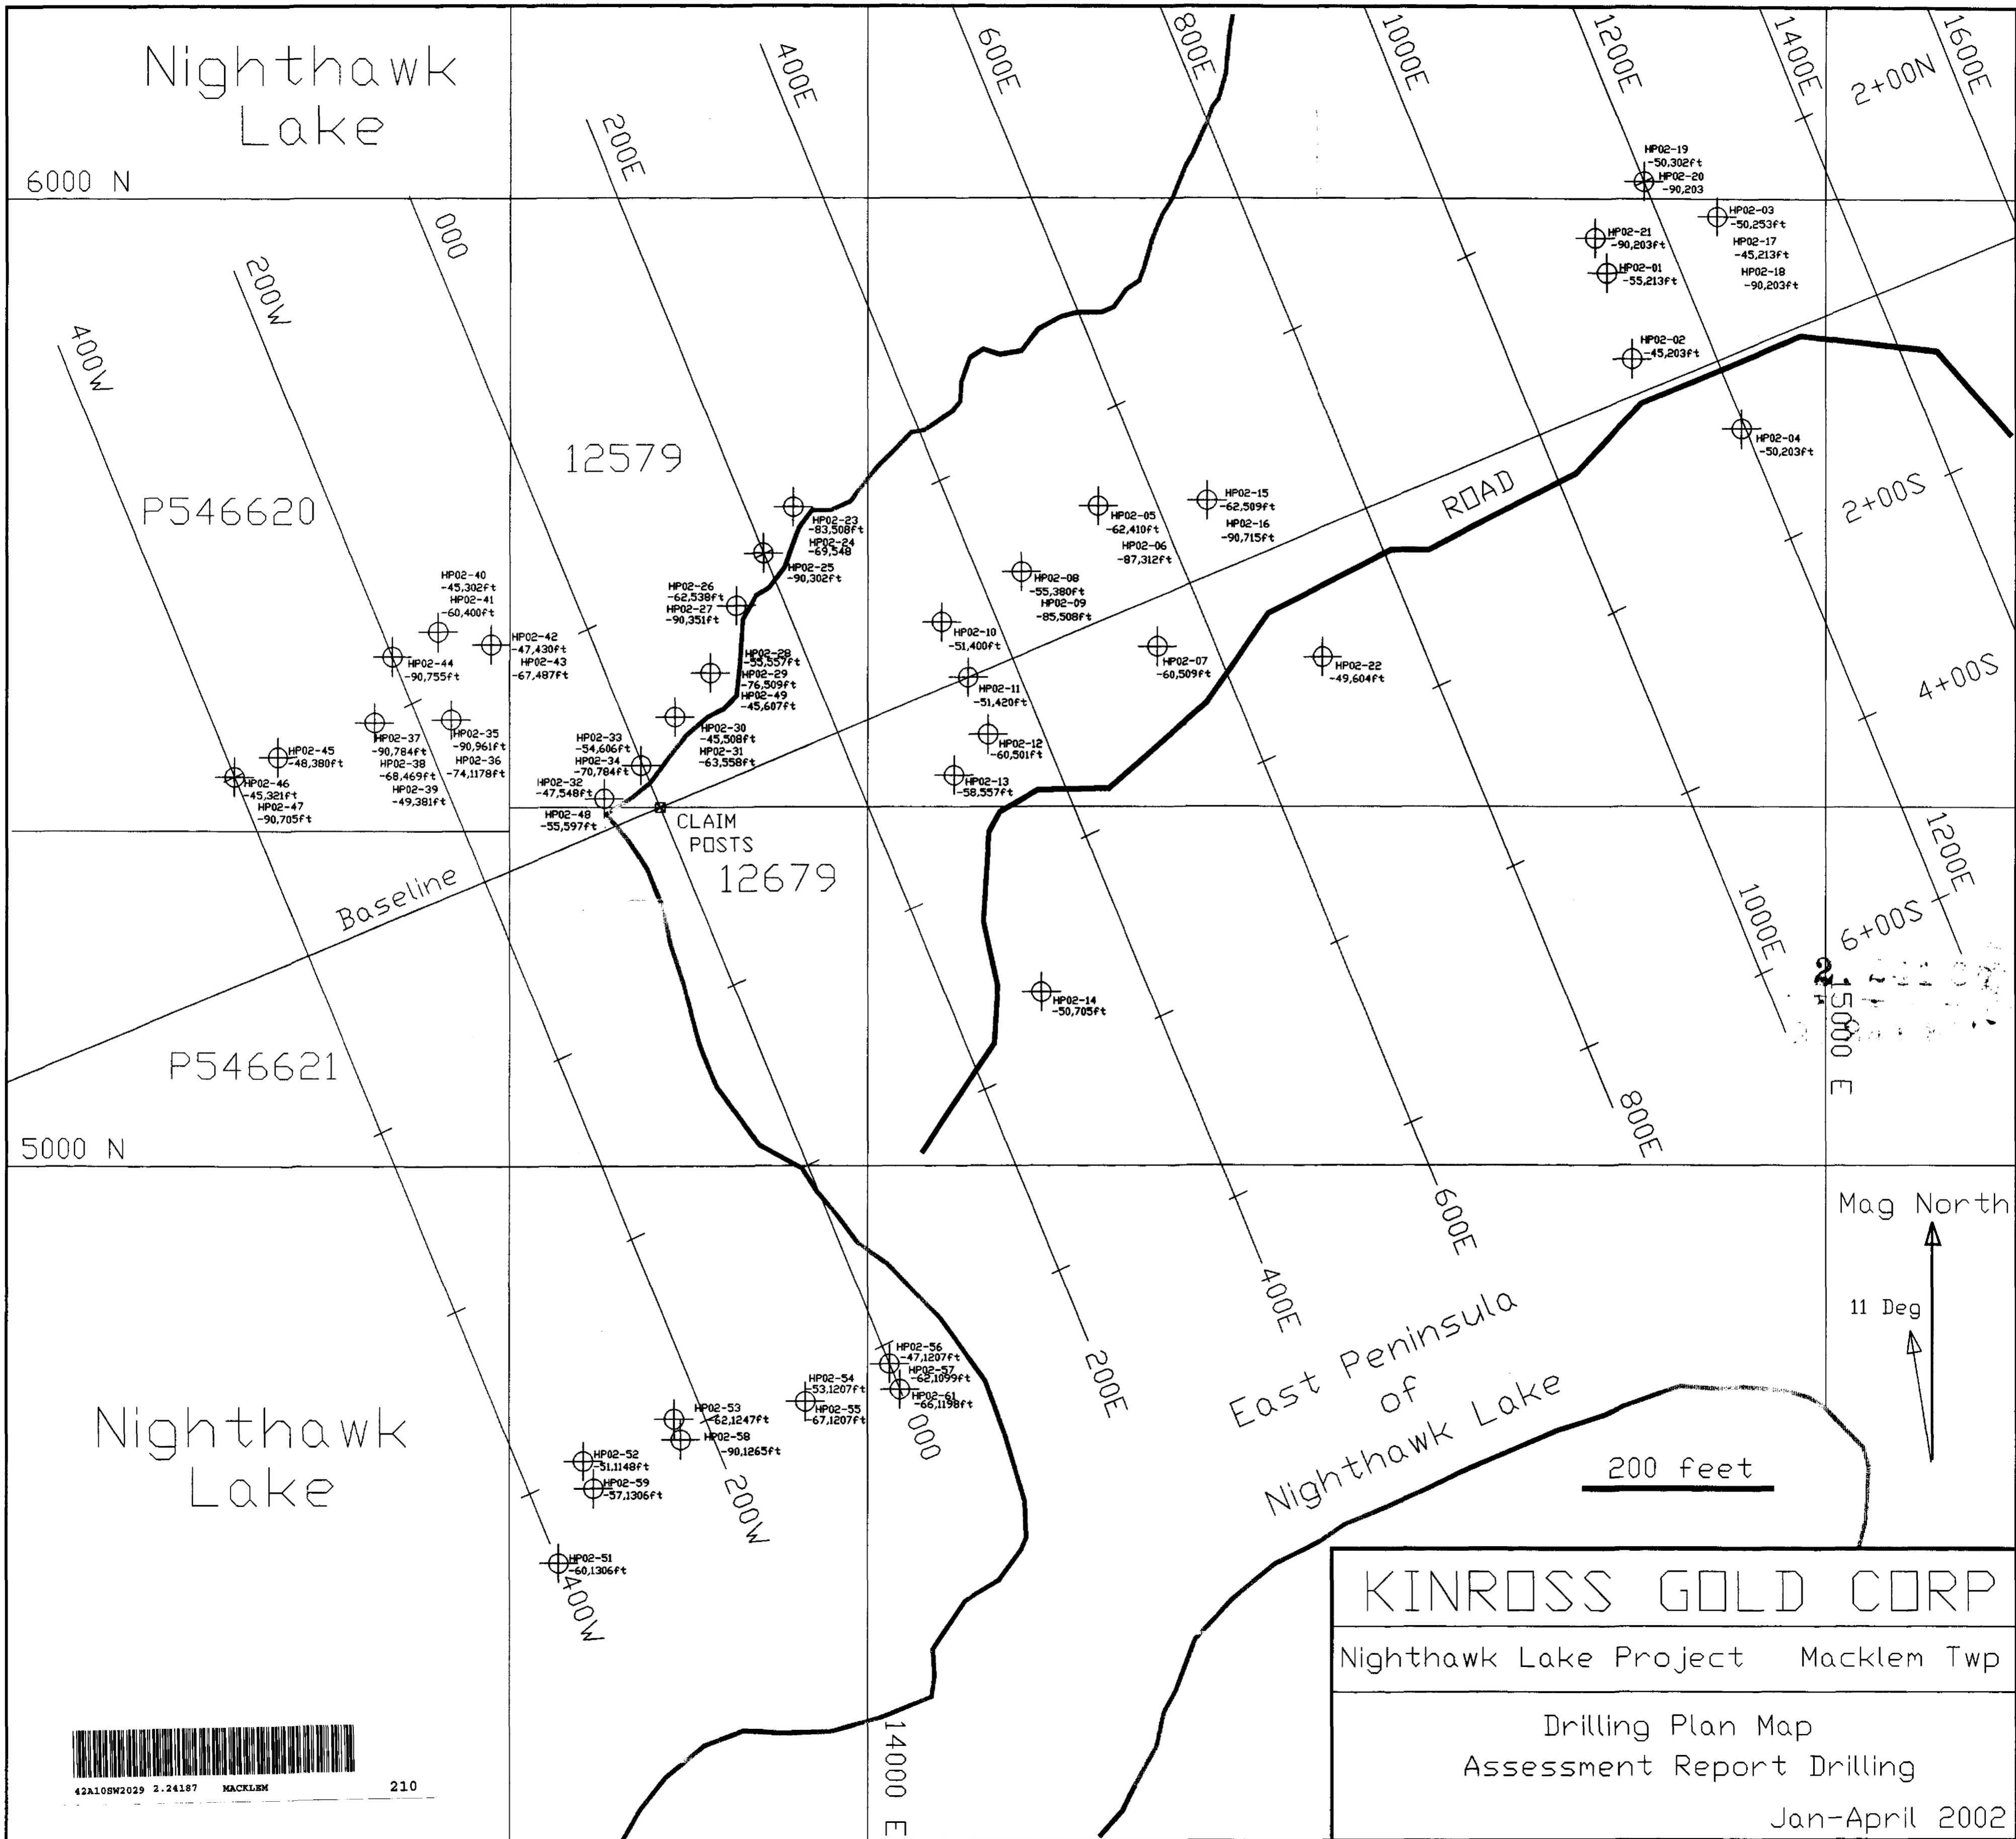 Nighthawk
Lake
6000 N
400W
200W
000
200E
400E
600E
800E
1000E
1200E
1400E
1600E
2+00N
HP02-19
-50,302ft
HP02-20
-90,203
HP02-03
-50,253ft
HP02-17
-45,213ft
HP02-18
-90,203ft
HP02-21
-90,203ft
HP02-01
-55,213ft
HP02-02
-45,203ft
HP02-04
-50,203ft
2+00S
ROAD
12579
P546620
HP02-23
-83,508ft
HP02-24
-69,548
HP02-25
-90,302ft
HP02-26
-62,538ft
HP02-27
-90,351ft
HP02-28
-55,557ft
HP02-29
-76,509ft
HP02-49
-45,607ft
HP02-30
-45,508ft
HP02-31
-63,558ft
HP02-33
-54,606ft
HP02-34
-70,784ft
HP02-32
-47,548ft
HP02-48
-55,597ft
HP02-05
-62,410ft
HP02-06
-87,312ft
HP02-15
-62,509ft
HP02-16
-90,715ft
HP02-08
-55,380ft
HP02-09
-85,508ft
HP02-10
-51,400ft
HP02-11
-51,420ft
HP02-12
-60,501ft
HP02-13
-58,557ft
HP02-07
-60,509ft
HP02-22
-49,604ft
4+00S
HP02-40
-45,302ft
HP02-41
-60,400ft
HP02-42
-47,430ft
HP02-43
-67,487ft
HP02-44
-90,755ft
HP02-37
-90,784ft
HP02-38
-68,469ft
HP02-39
-49,381ft
HP02-35
-90,961ft
HP02-36
-74,1178ft
HP02-45
-48,380ft
HP02-46
-45,321ft
HP02-47
-90,705ft
CLAIM
POSTS
12679
Baseline
1200E
1000E
6+00S
15000 E
HP02-14
-50,705ft
P546621
5000 N
800E
600E
400E
200E
000
200W
400W
Mag North
11 Deg
East Peninsula
of
Nighthawk Lake
200 feet
HP02-56
-47,1207ft
HP02-57
-62,1099ft
HP02-61
-66,1198ft
HP02-54
-53,1207ft
HP02-55
-67,1207ft
HP02-53
-62,1247ft
HP02-58
-90,1265ft
HP02-52
-51,1148ft
HP02-59
-57,1306ft
HP02-51
-60,1306ft
Nighthawk
Lake
14000 E
42A10SW2029 2.24187 MACKLEM 210
KINROSS GOLD CORP
Nighthawk Lake Project Macklem Twp
Drilling Plan Map
Assessment Report Drilling
Jan-April 2002